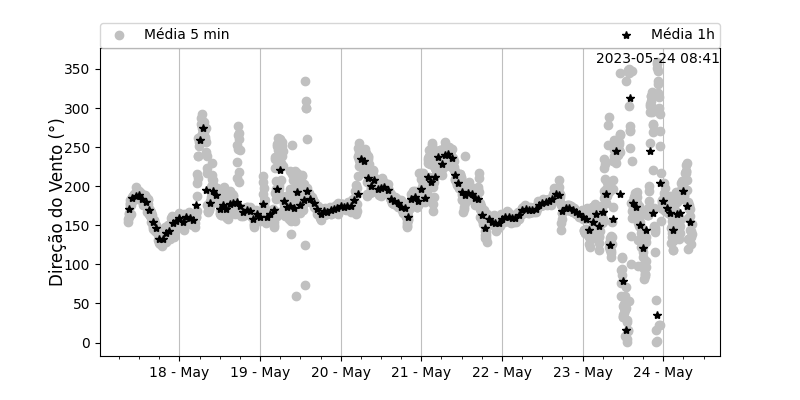 Média 5 min
Média 1h
2023-05-24 08:41
Direção do Vento (°)
350
300
250
200
150
100
50
0
18 - May
19 - May
20 - May
21 - May
22 - May
23 - May
24 - May